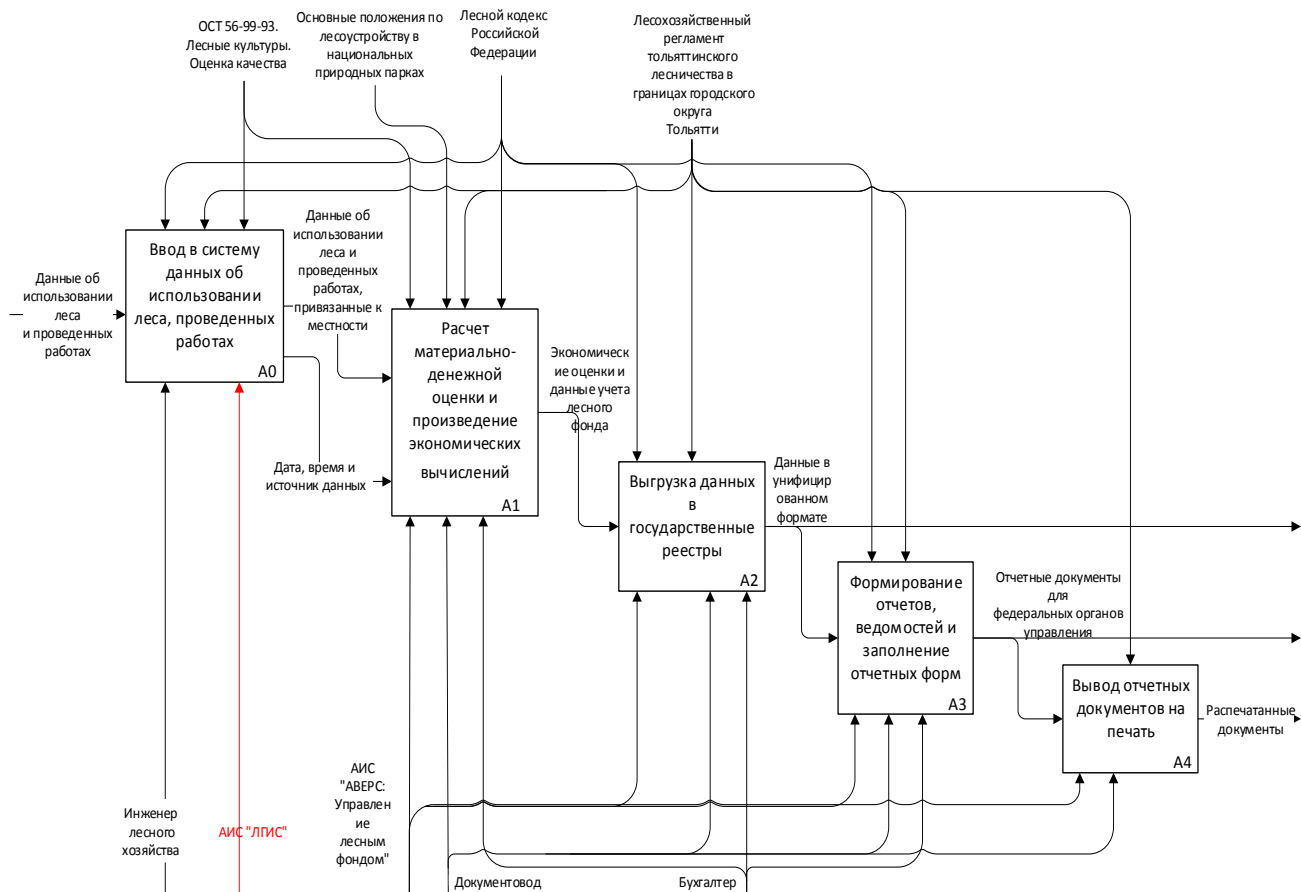 ОСТ 56-99-93.
Лесные культуры.
Оценка качества
Основные положения по
лесоустройству в
национальных
природных парках
Лесной кодекс
Российской
Федерации
Лесохозяйственный
регламент
тольяттинского
лесничества в
границах городского
округа
Тольятти
Данные об
использовании
леса
и проведенных
работах
Ввод в систему
данных об
использовании
леса, проведенных
работах
A0
Данные об
использовании
леса и
проведенных
работах,
привязанные к
местности
Дата, время и
источник данных
Расчет
материально-
денежной
оценки и
произведение
экономических
вычислений
A1
Экономическ
ие оценки и
данные учета
лесного
фонда
Выгрузка данных
в
государственные
реестры
A2
Данные в
унифицир
ованном
формате
Формирование
отчетов,
ведомостей и
заполнение
отчетных форм
A3
Отчетные документы
для
федеральных органов
управления
Вывод отчетных
документов на
печать
A4
Распечатанные
документы
Инженер
лесного
хозяйства
АИС "ЛГИС"
АИС
"АВЕРС:
Управлен
ие
лесным
фондом"
Документовод
Бухгалтер